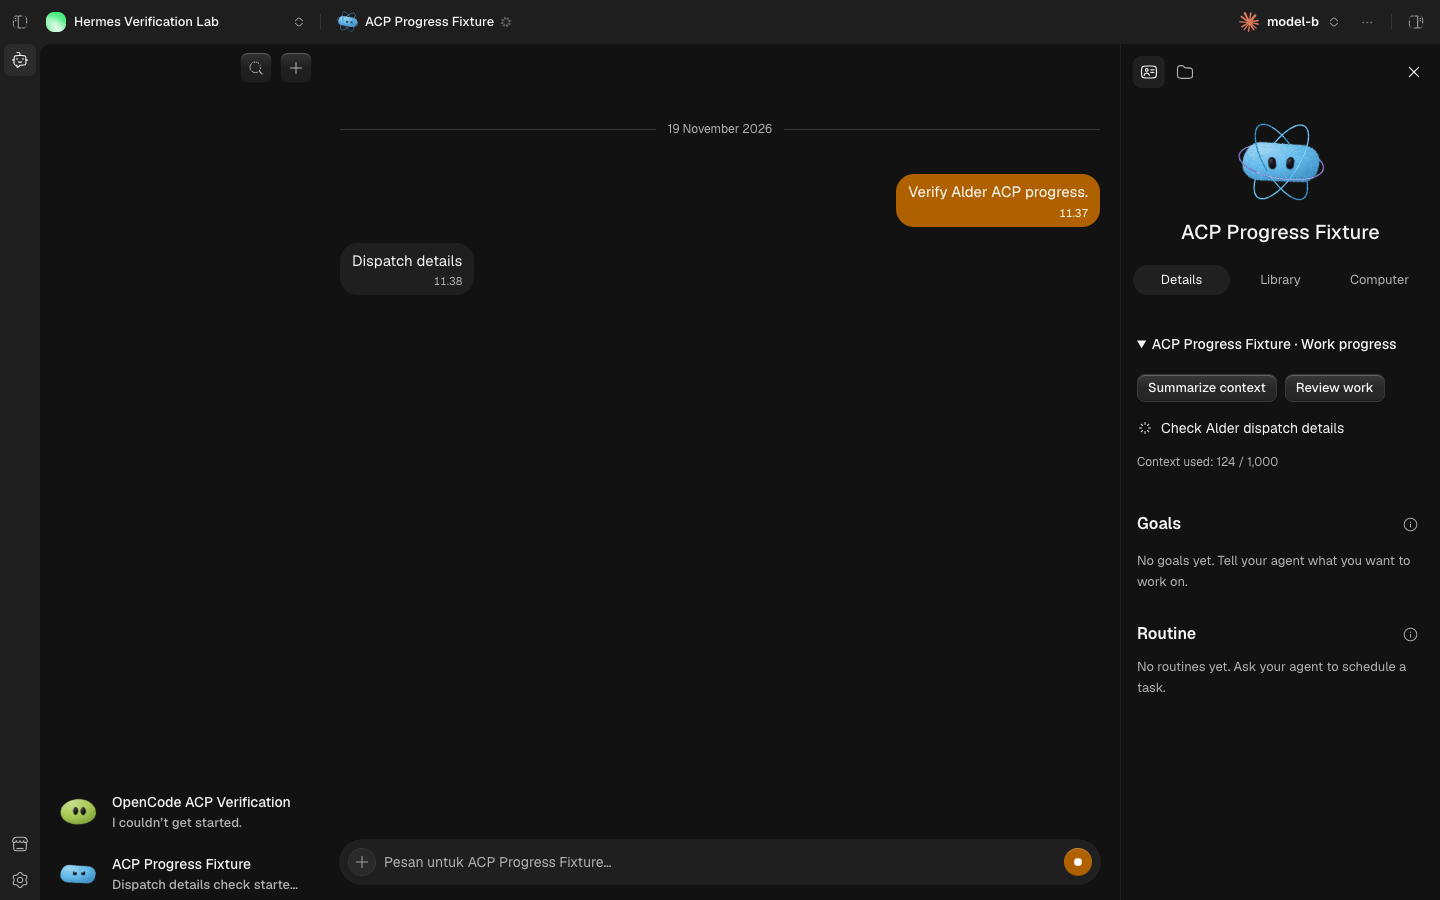 Hermes Verification Lab
ACP Progress Fixture
model-b
19 November 2026
Verify Alder ACP progress.
11.37
Dispatch details
11.38
OpenCode ACP Verification
I couldn't get started.
ACP Progress Fixture
Dispatch details check starte…
Pesan untuk ACP Progress Fixture…
ACP Progress Fixture
Details
Library
Computer
ACP Progress Fixture · Work progress
Summarize context
Review work
Check Alder dispatch details
Context used: 124 / 1,000
Goals
No goals yet. Tell your agent what you want to
work on.
Routine
No routines yet. Ask your agent to schedule a
task.